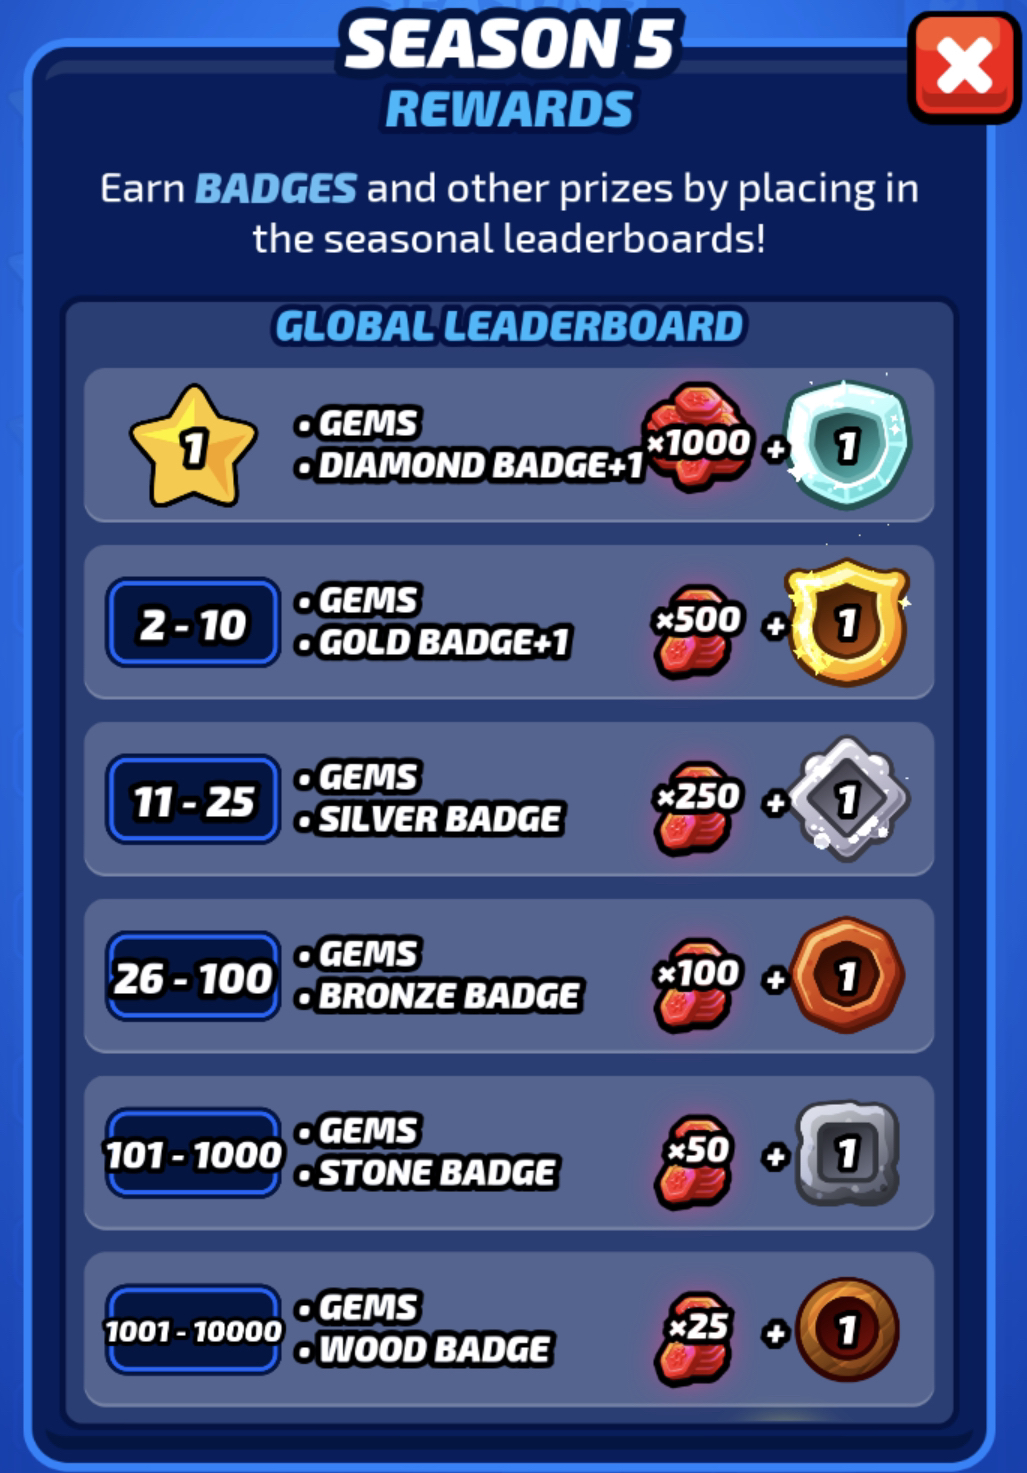 SEASON 5
REWARDS
Earn BADGES and other prizes by placing in
the seasonal leaderboards!
GLOBAL LEADERBOARD
1
• GEMS
• DIAMOND BADGE+1
×1000
+
1
2 - 10
• GEMS
• GOLD BADGE+1
×500
+
1
11 - 25
• GEMS
• SILVER BADGE
×250
+
1
26 - 100
• GEMS
• BRONZE BADGE
×100
+
1
101 - 1000
• GEMS
• STONE BADGE
×50
+
1
1001 - 10000
• GEMS
• WOOD BADGE
×25
+
1